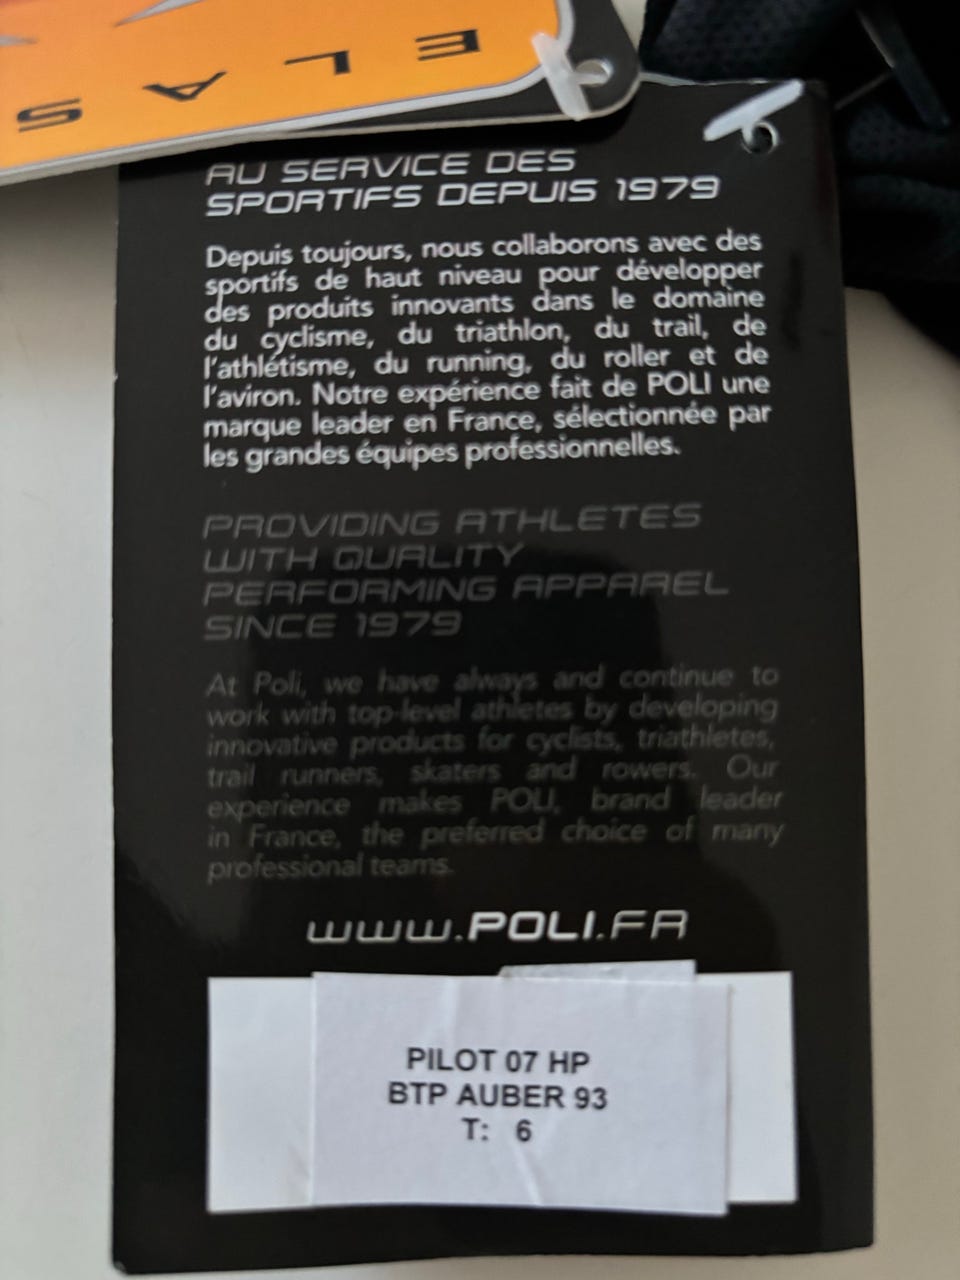 ELAS
AU SERVICE DES
SPORTIFS DEPUIS 1979
Depuis toujours, nous collaborons avec des
sportifs de haut niveau pour développer
des produits innovants dans le domaine
du cyclisme, du triathlon, du trail, de
l'athlétisme, du running, du roller et de
l'aviron. Notre expérience fait de POLI une
marque leader en France, sélectionnée par
les grandes équipes professionnelles.
PROVIDING ATHLETES
WITH QUALITY
PERFORMING APPAREL
SINCE 1979
At Poli, we have always and continue to
work with top-level athletes by developing
innovative products for cyclists, triathletes,
trail runners, skaters and rowers. Our
experience makes POLI, brand leader
in France, the preferred choice of many
professional teams.
WWW.POLI.FR
PILOT 07 HP
BTP AUBER 93
T: 6